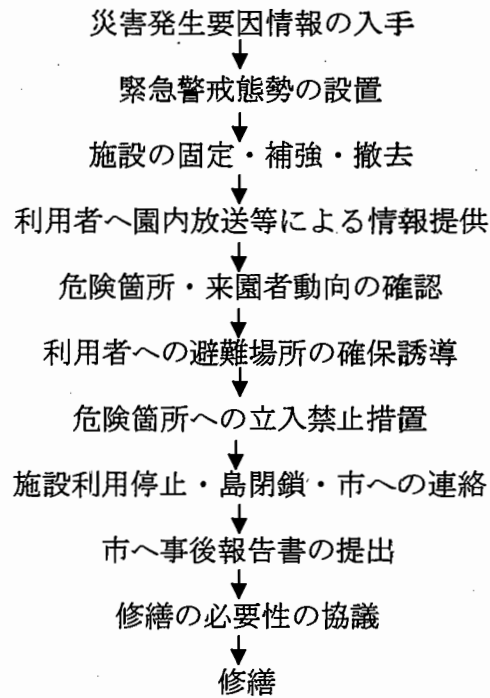 災害発生要因情報の入手
緊急警戒態勢の設置
施設の固定・補強・撤去
利用者へ園内放送等による情報提供
危険箇所・来園者動向の確認
利用者への避難場所の確保誘導
危険箇所への立入禁止措置
施設利用停止・島閉鎖・市への連絡
市へ事後報告書の提出
修繕の必要性の協議
修繕